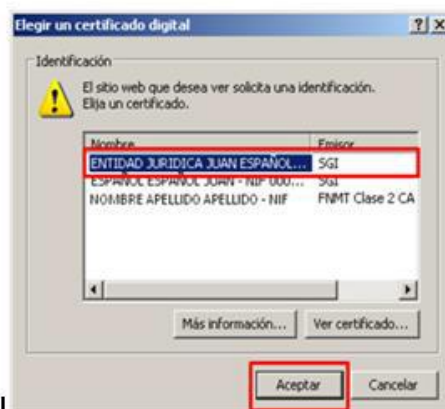 Elegir un certificado digital
Identificación
El sitio web que desea ver solicita una identificación.
Elija un certificado.
Nombre Emisor
ENTIDAD JURIDICA JUAN ESPAÑOL... SGI
ESPAÑOL ESPAÑOL JUAN - NIF 000... SGI
NOMBRE APELLIDO APELLIDO - NIF FNMT Clase 2 CA
Más información... Ver certificado...
Aceptar Cancelar